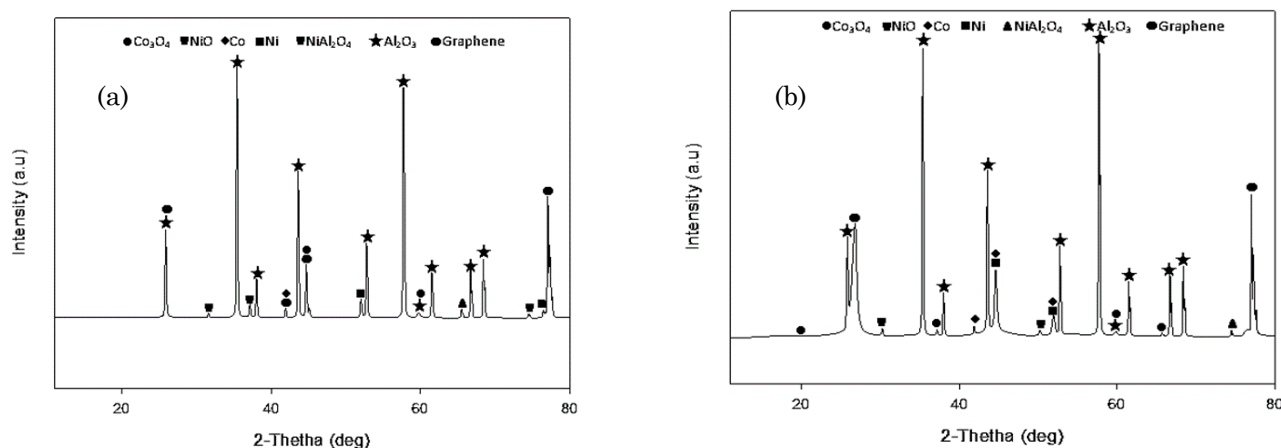 Co₃O₄ NiO Co Ni NiAl₂O₄ Al₂O₃ Graphene
(a)
Intensity (a.u)
20 40 60 80
2-Thetha (deg)
Co₃O₄ NiO Co Ni NiAl₂O₄ Al₂O₃ Graphene
(b)
Intensity (a.u)
20 40 60 80
2-Thetha (deg)